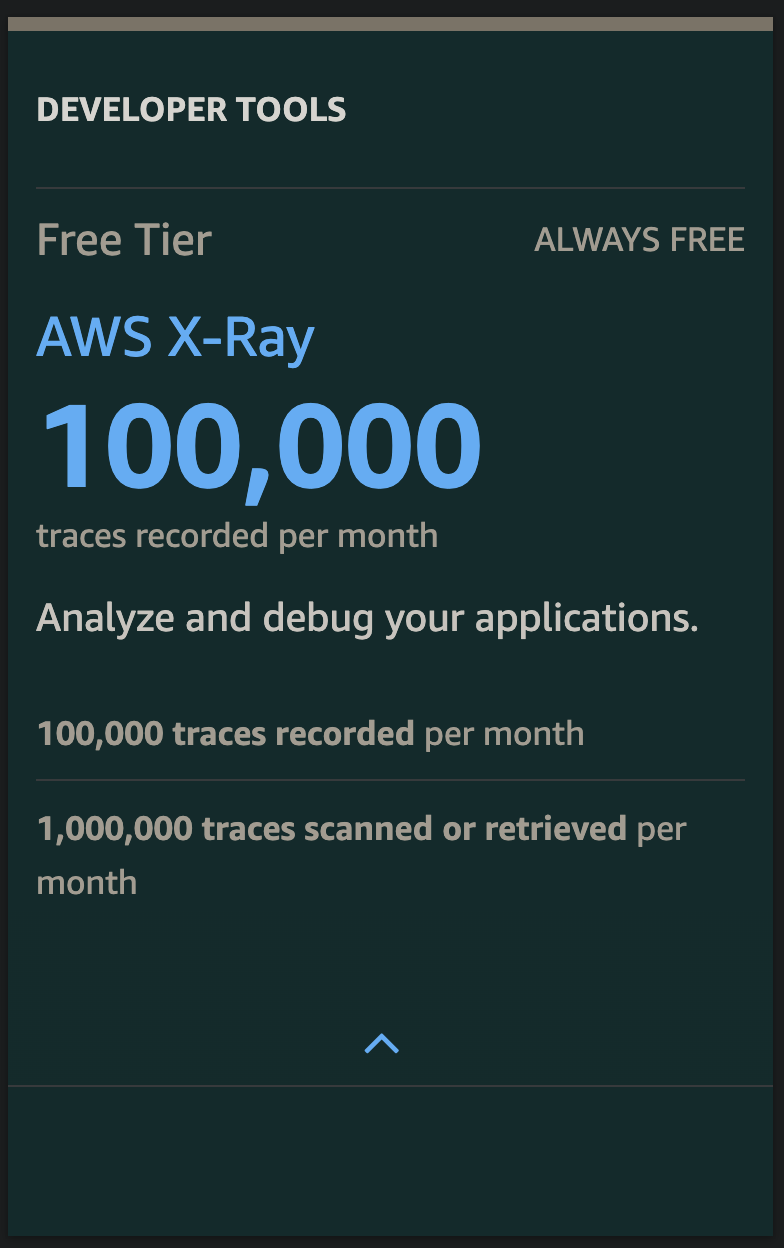 DEVELOPER TOOLS
Free Tier
ALWAYS FREE
AWS X-Ray
100,000
traces recorded per month
Analyze and debug your applications.
100,000 traces recorded per month
1,000,000 traces scanned or retrieved per
month